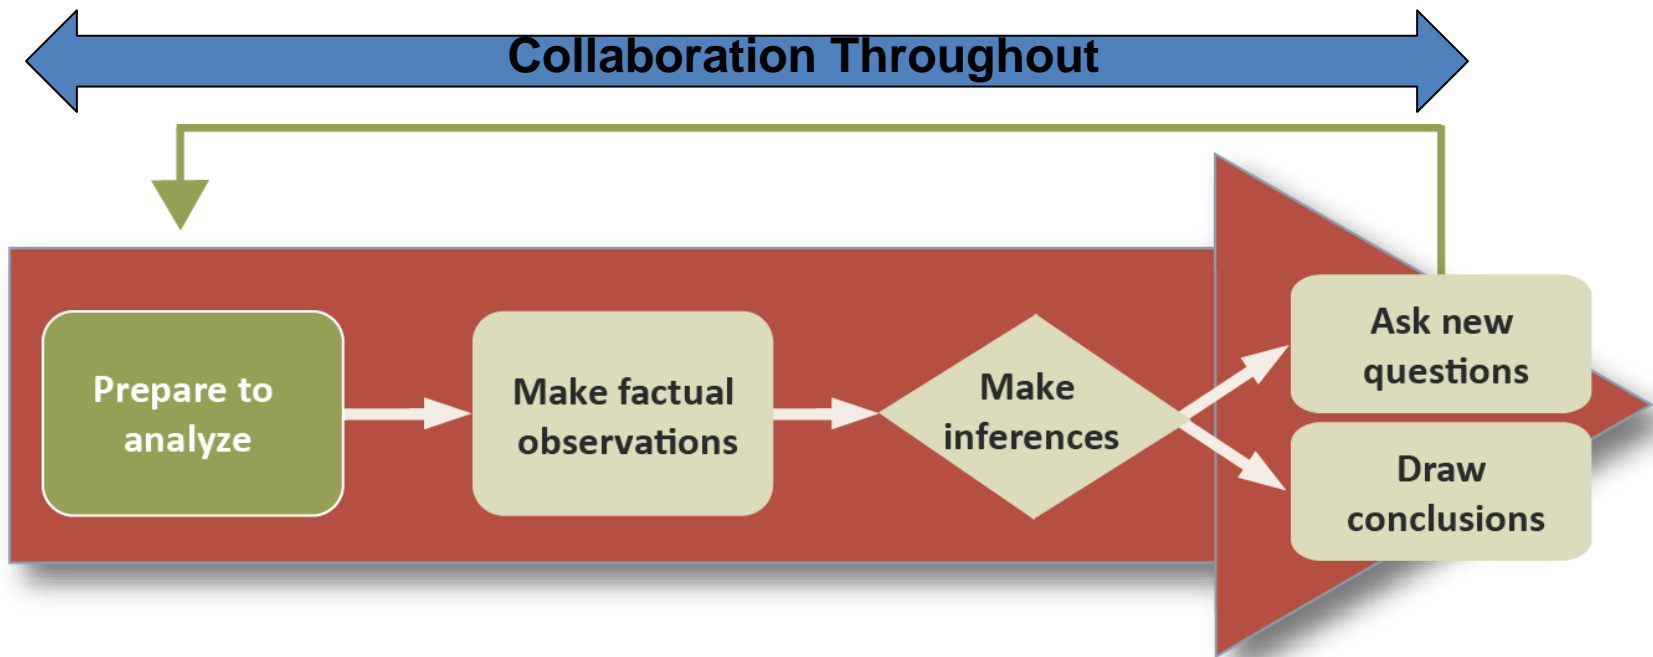 Collaboration Throughout
Prepare to
analyze
Make factual
observations
Make
inferences
Ask new
questions
Draw
conclusions